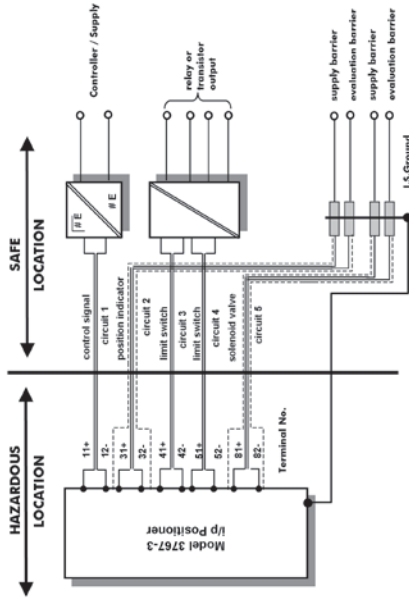 HAZARDOUS
LOCATION
SAFE
LOCATION
Model 3767-3
i/p Positioner
11+
12-
31+
32-
41+
42-
51+
52-
81+
82-
Terminal No.
control signal
circuit 1
position indicator
circuit 2
limit switch
circuit 3
limit switch
circuit 4
solenoid valve
circuit 5
#E
#E
Controller / Supply
relay or
transistor
output
supply barrier
evaluation barrier
supply barrier
evaluation barrier
I.S Ground